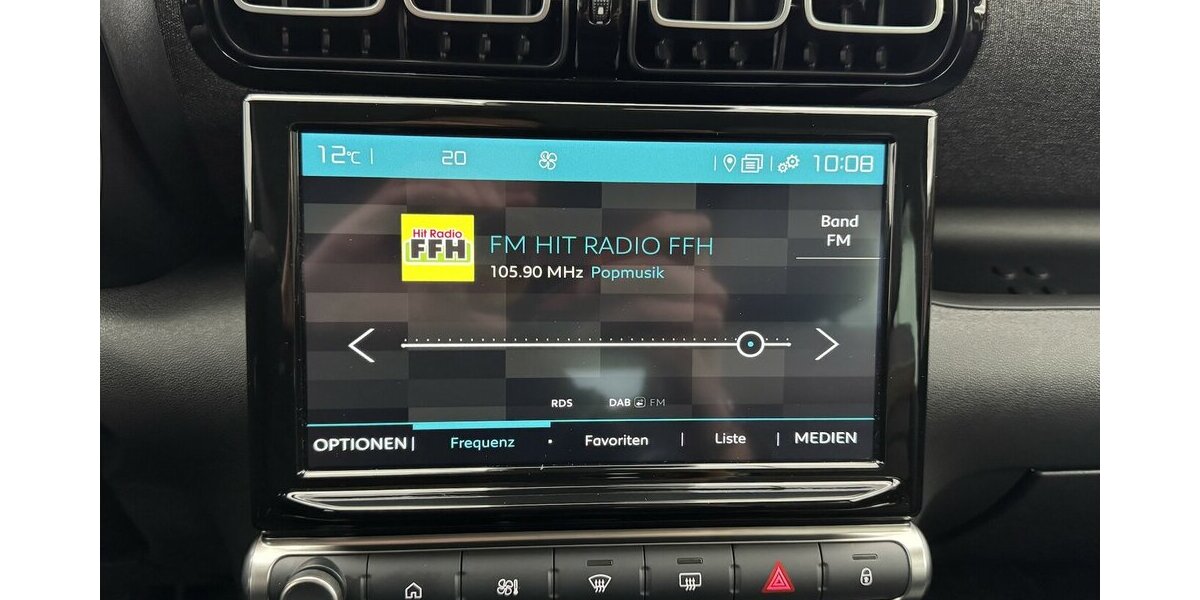 12°C | 20 | 10:08
Hit Radio
FFH
FM HIT RADIO FFH
105.90 MHz Popmusik
Band
FM
RDS DAB FM
OPTIONEN | Frequenz · Favoriten | Liste | MEDIEN